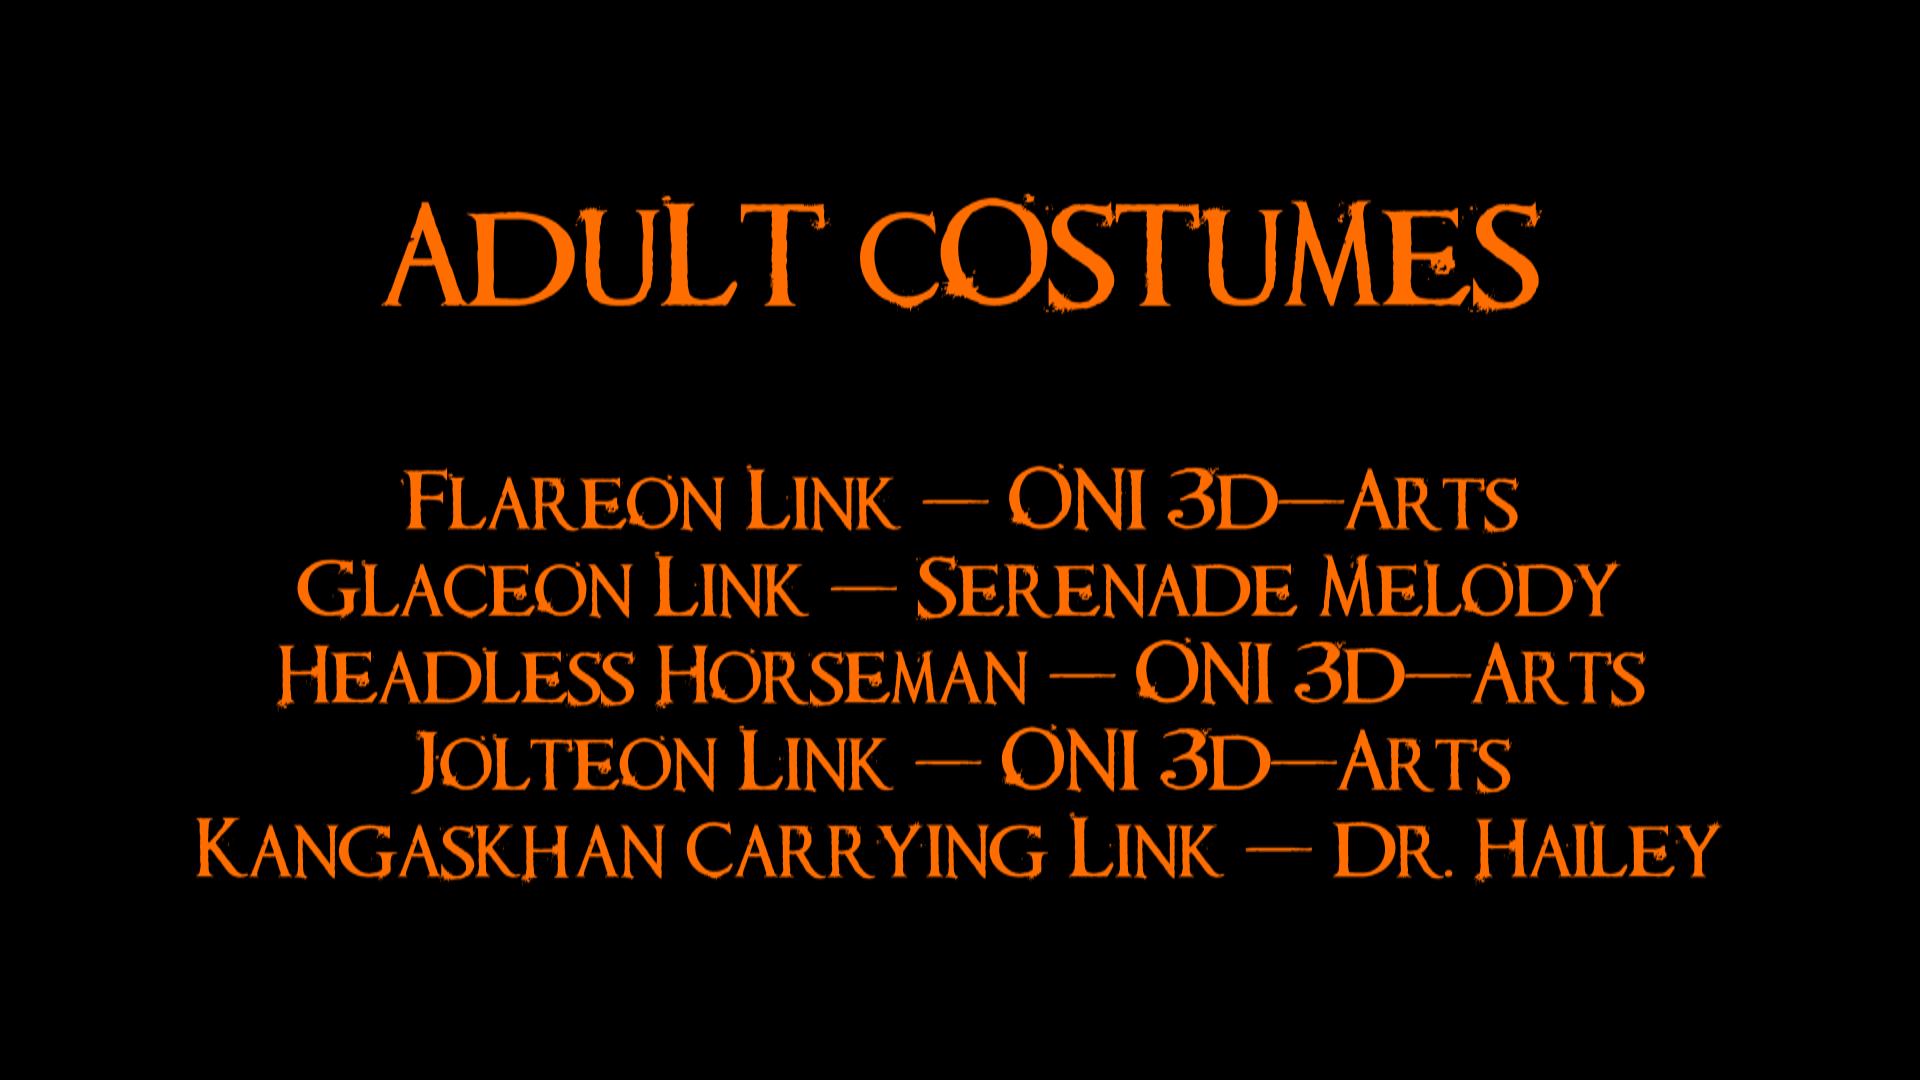 Adult Costumes
Flareon Link – ONI 3D–Arts
Glaceon Link – Serenade Melody
Headless Horseman – ONI 3D–Arts
Jolteon Link – ONI 3D–Arts
Kangaskhan Carrying Link – Dr. Hailey